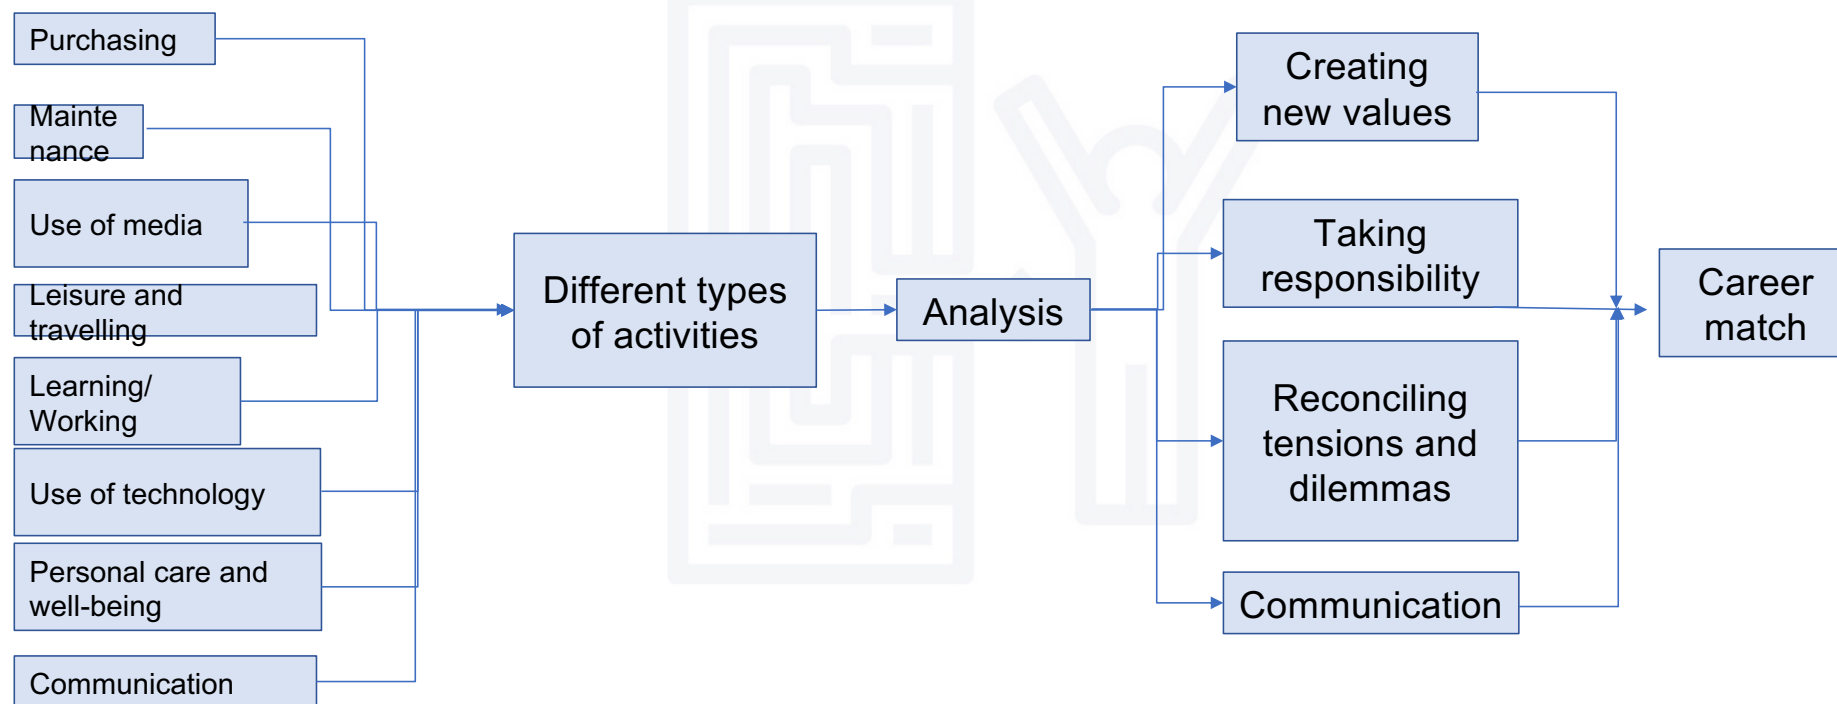 Purchasing
Mainte
nance
Use of media
Leisure and
travelling
Learning/
Working
Use of technology
Personal care and
well-being
Communication
Different types
of activities
Analysis
Creating
new values
Taking
responsibility
Reconciling
tensions and
dilemmas
Communication
Career
match